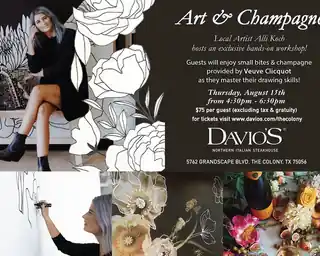 Art & Champagne
Local Artist Alli Koch
hosts an exclusive hands-on workshop!
Guests will enjoy small bites & champagne
provided by Veuve Clicquot
as they master their drawing skills!
Thursday, August 15th
from 4:30pm - 6:30pm
$75 per guest (excluding tax & gratuity)
for tickets visit www.davios.com/thecolony
DAVIO'S®
NORTHERN ITALIAN STEAKHOUSE
5762 GRANDSCAPE BLVD. THE COLONY, TX 75056